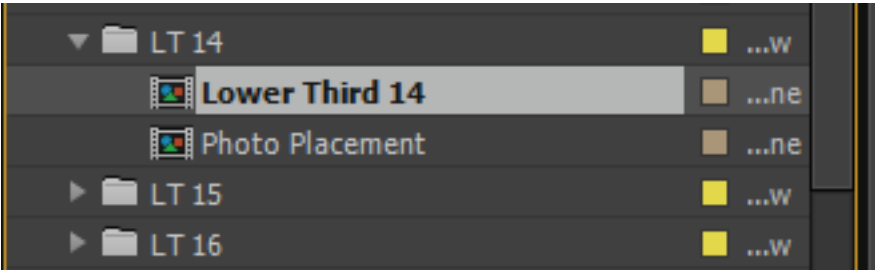 LT 14 ...w
Lower Third 14 ...ne
Photo Placement ...ne
LT 15 ...w
LT 16 ...w